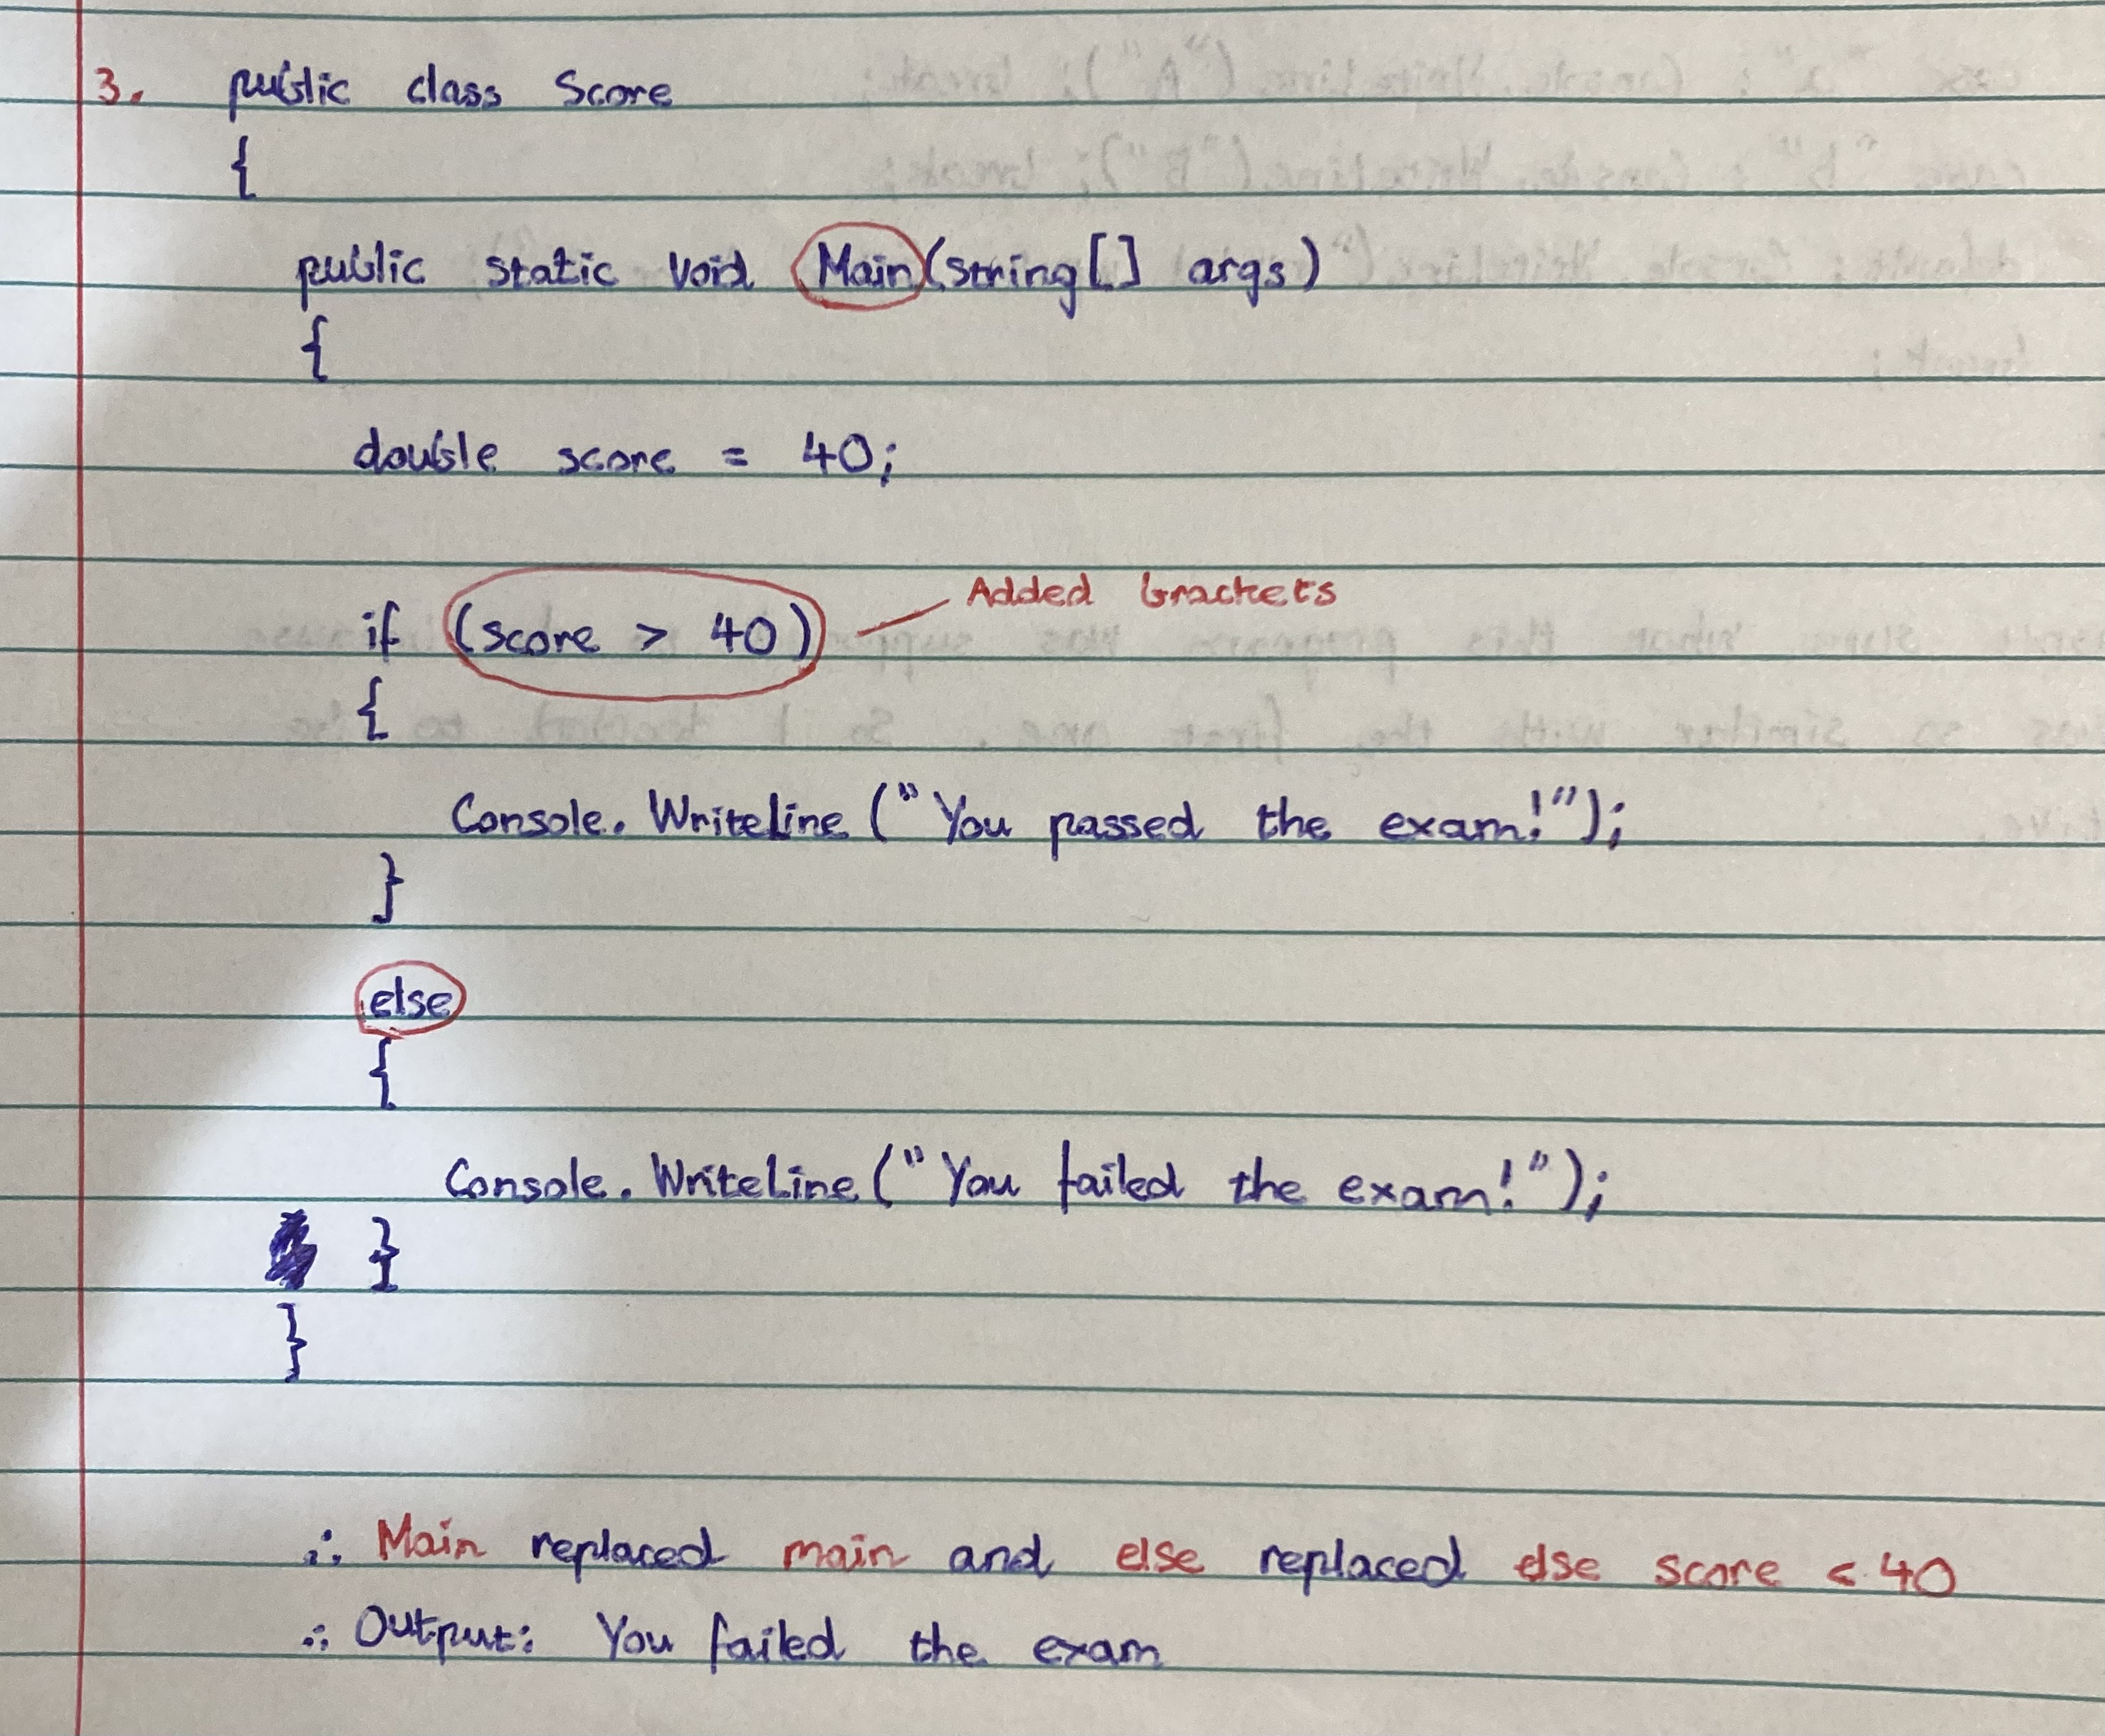 3. public class Score
{
public static void Main(string[] args)
{
double score = 40;
if (score > 40)
Added brackets
{
Console.WriteLine("You passed the exam!");
}
else
{
Console.WriteLine("You failed the exam!");
}
}
∴ Main replaced main and else replaced else score < 40
∴ Output: You failed the exam